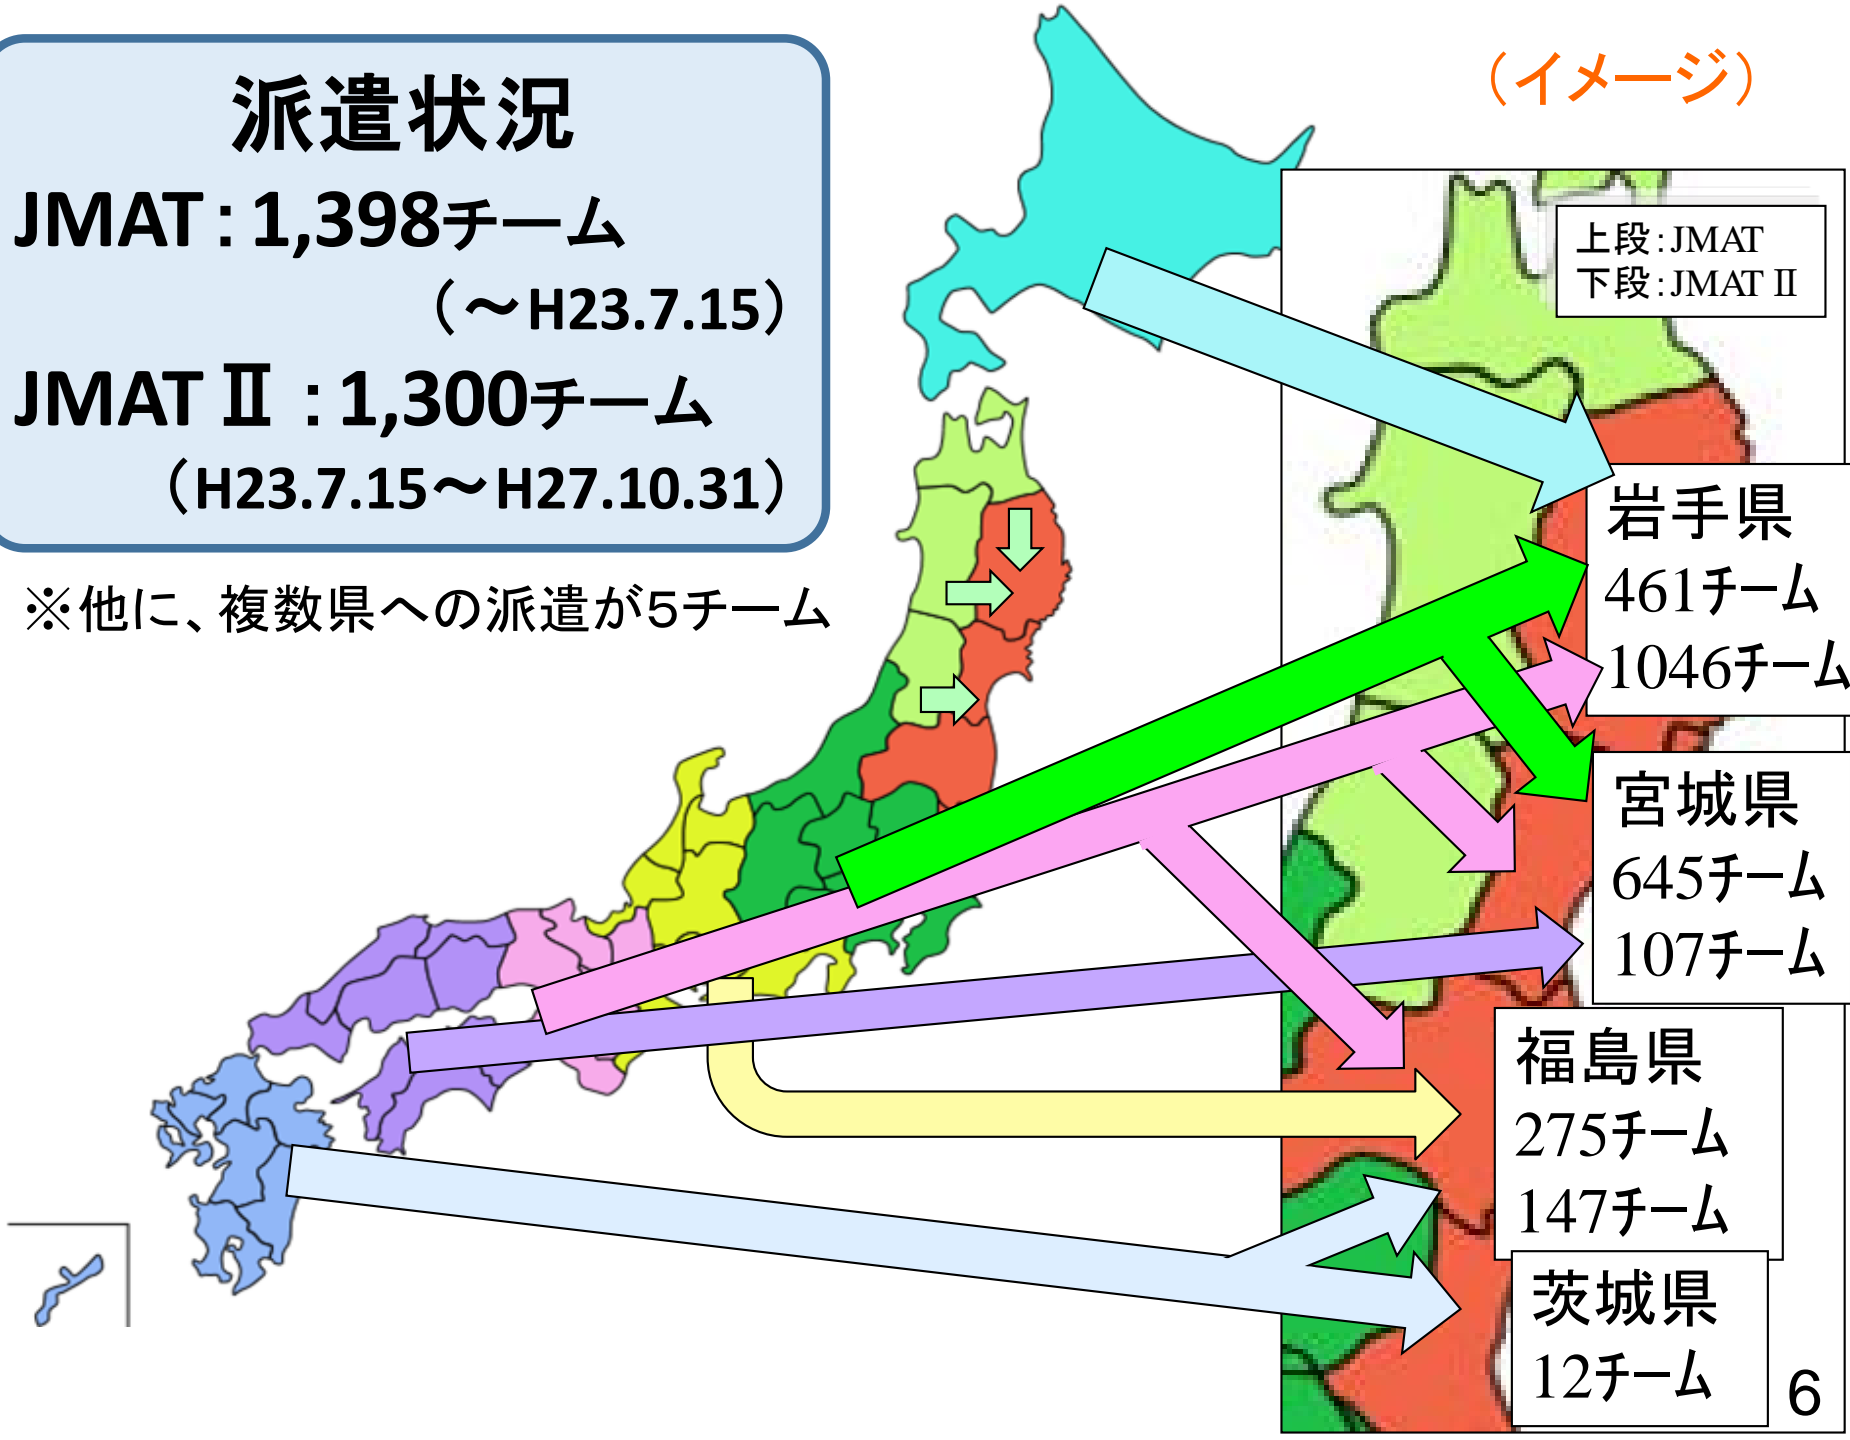 派遣状況
JMAT：1,398チーム
（～H23.7.15）
JMATⅡ：1,300チーム
（H23.7.15～H27.10.31）
※他に、複数県への派遣が5チーム
（イメージ）
上段：JMAT
下段：JMATⅡ
岩手県
461チーム
1046チーム
宮城県
645チーム
107チーム
福島県
275チーム
147チーム
茨城県
12チーム
6